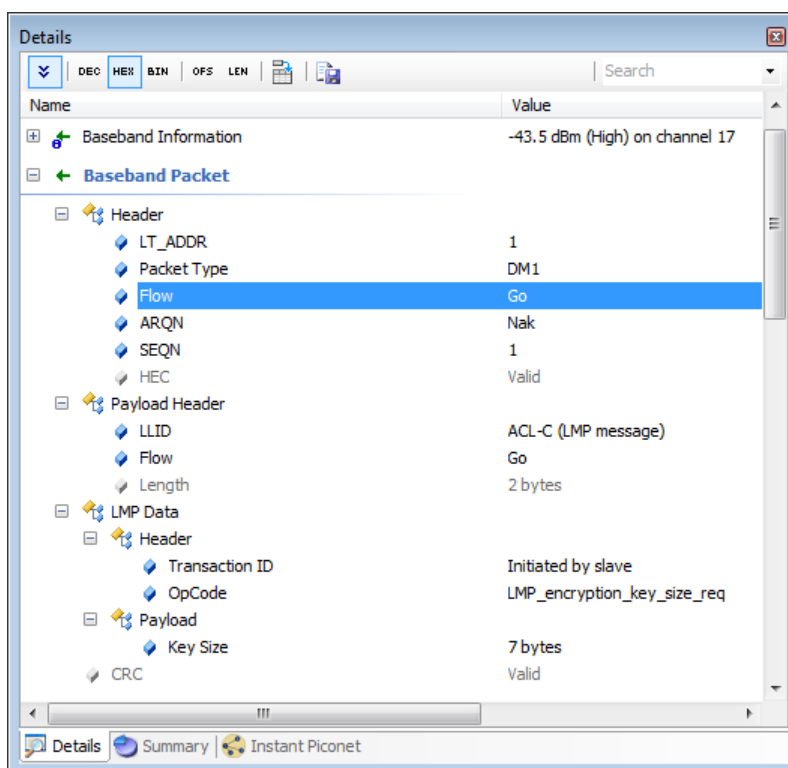 Details
DEC HEX BIN OFS LEN Search
Name Value
Baseband Information -43.5 dBm (High) on channel 17
Baseband Packet
Header
LT_ADDR 1
Packet Type DM1
Flow Go
ARQN Nak
SEQN 1
HEC Valid
Payload Header
LLID ACL-C (LMP message)
Flow Go
Length 2 bytes
LMP Data
Header
Transaction ID Initiated by slave
OpCode LMP_encryption_key_size_req
Payload
Key Size 7 bytes
CRC Valid
Details Summary Instant Piconet